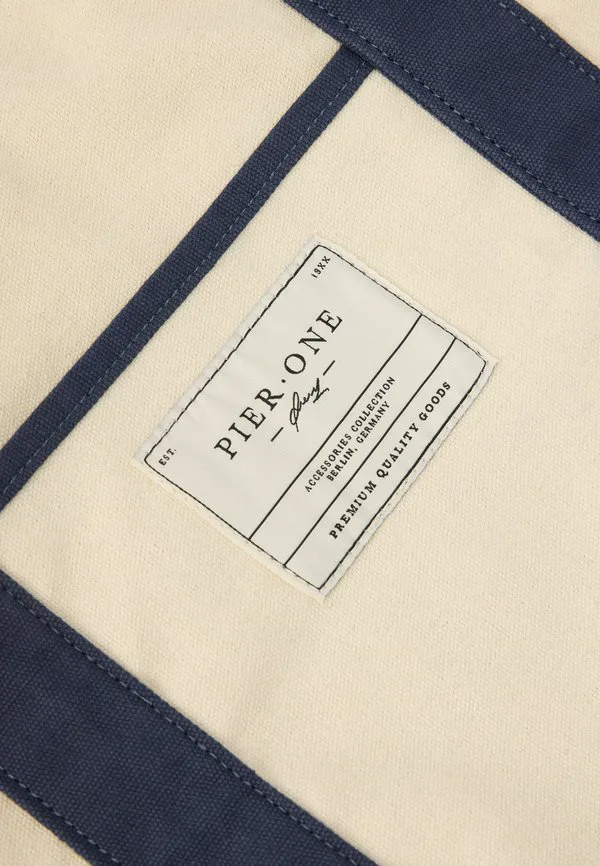 EST.
19XX
PIER·ONE
ACCESSORIES COLLECTION
BERLIN, GERMANY
PREMIUM QUALITY GOODS